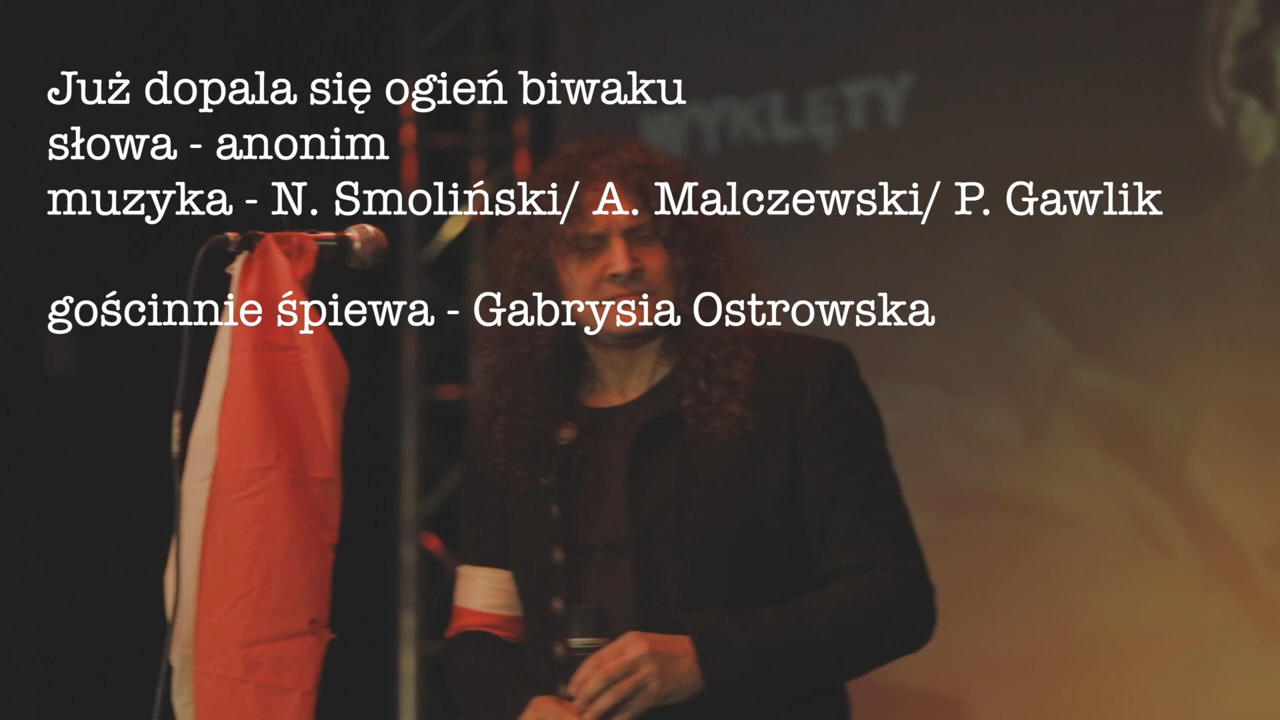 WYKLĘTY
Już dopala się ogień biwaku
słowa - anonim
muzyka - N. Smoliński/ A. Malczewski/ P. Gawlik
gościnnie śpiewa - Gabrysia Ostrowska